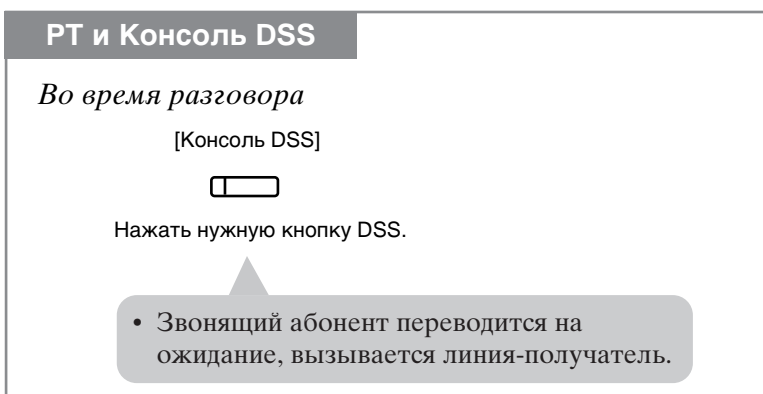 РТ и Консоль DSS
Во время разговора
[Консоль DSS]
Нажать нужную кнопку DSS.
• Звонящий абонент переводится на
ожидание, вызывается линия-получатель.